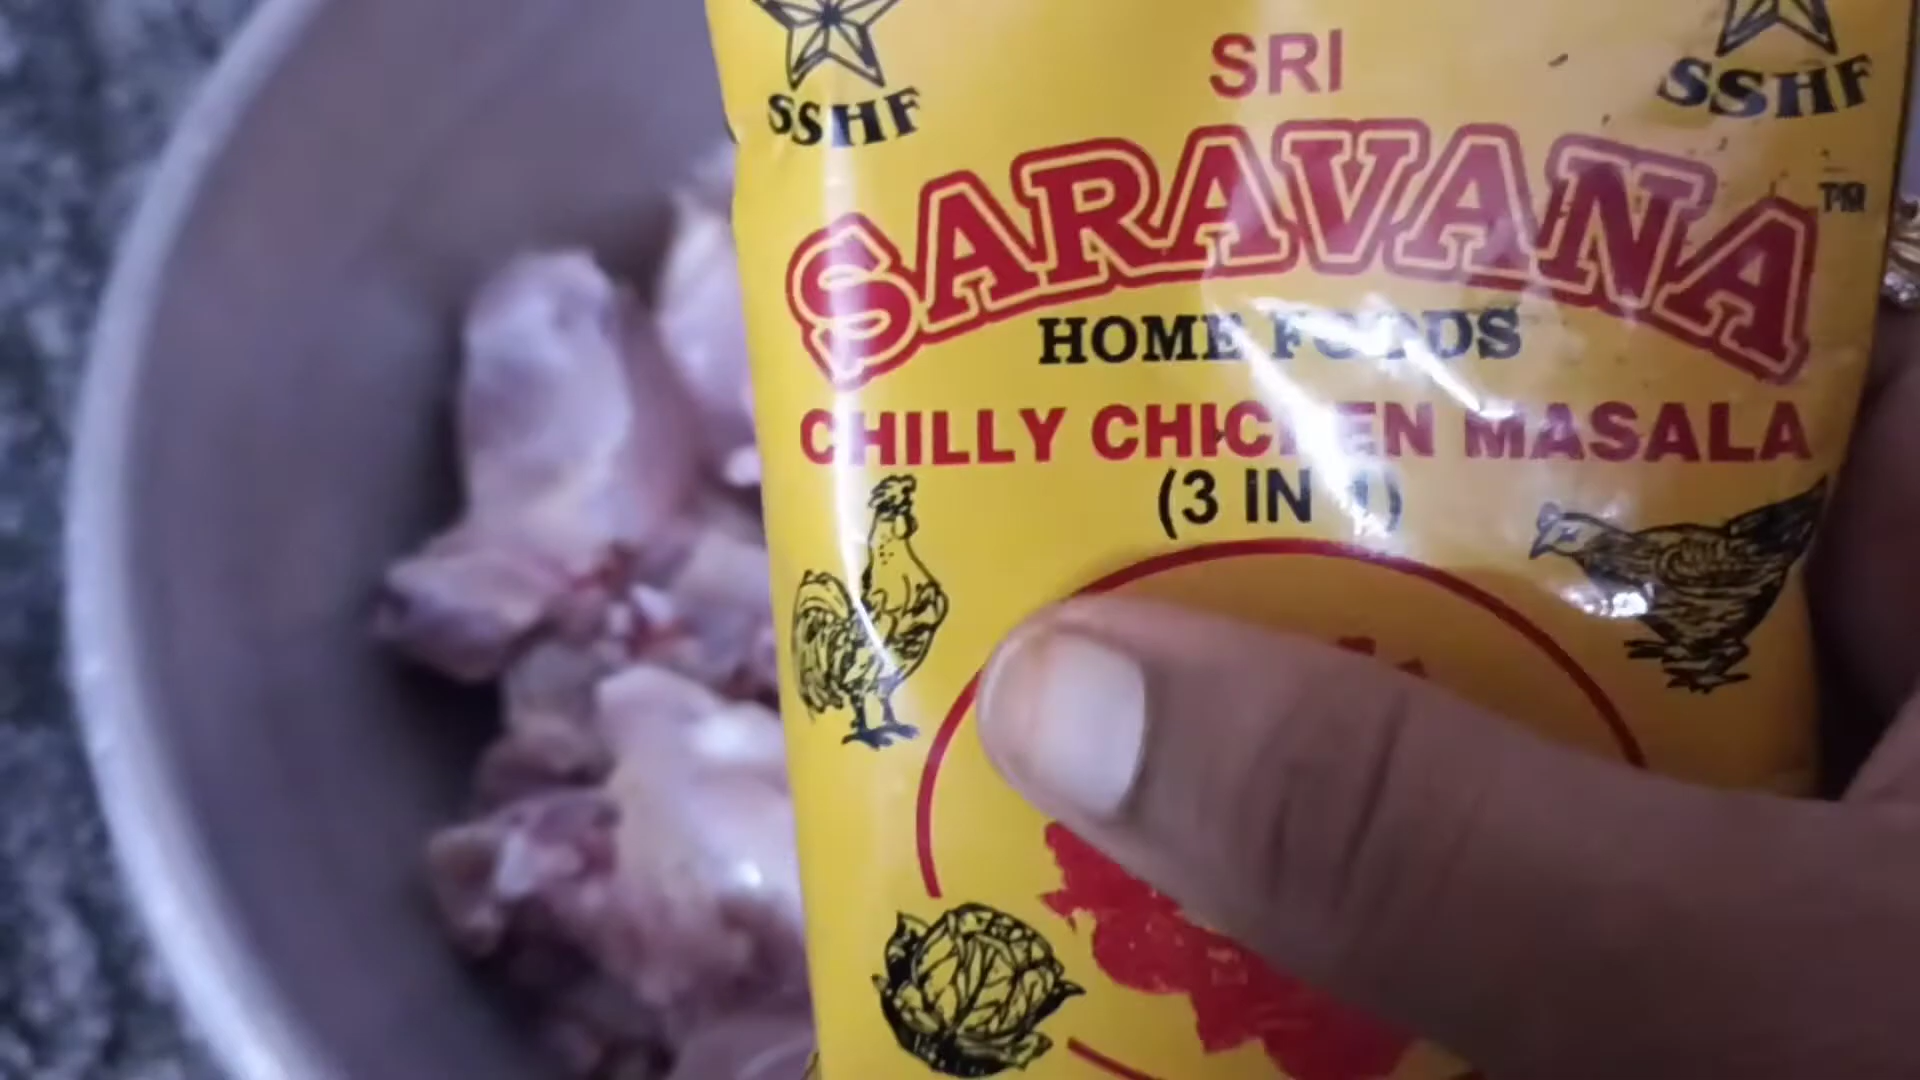 SSHF
SSHF
SRI
SARAVANA
TM
HOME FOODS
CHILLY CHICKEN MASALA
(3 IN 1)